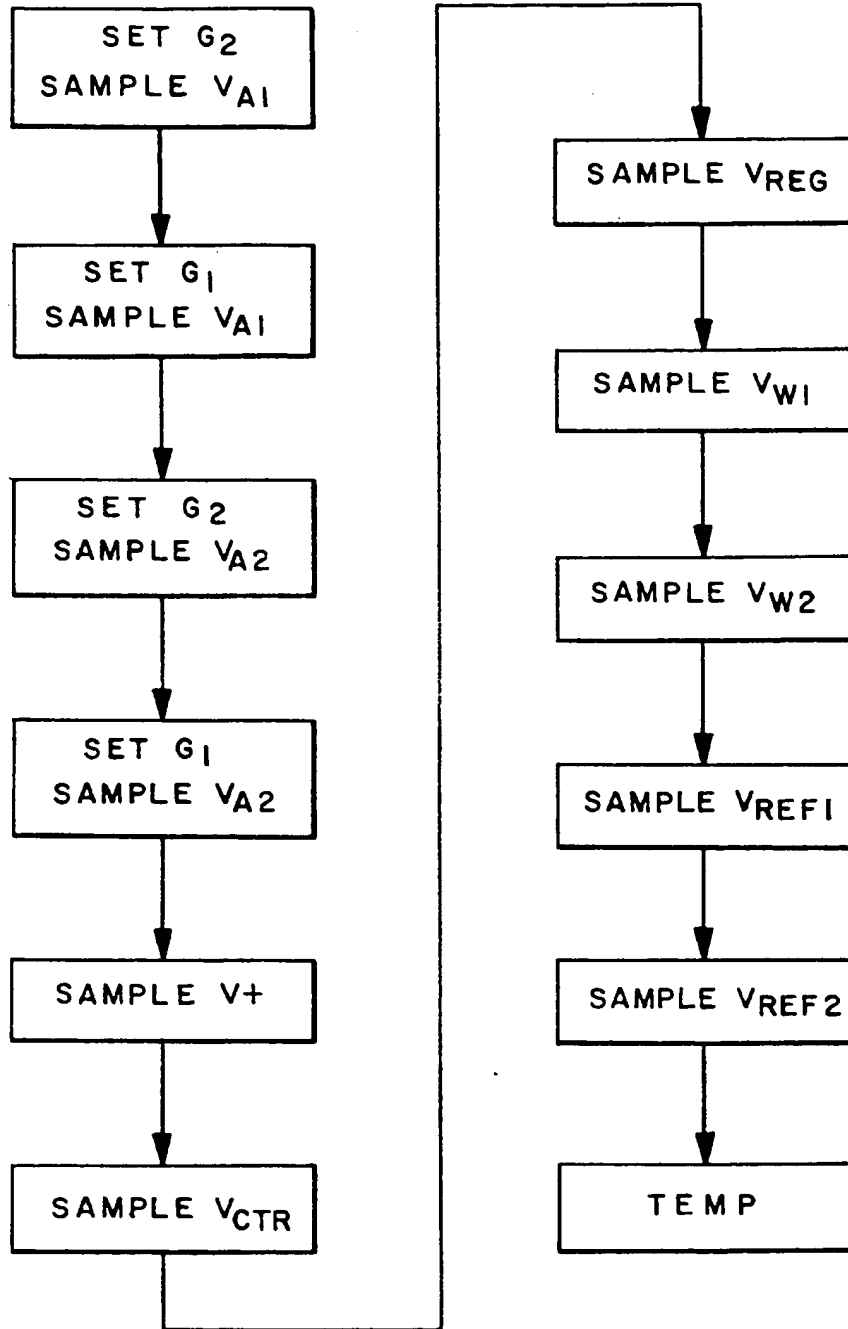 SET G2
SAMPLE VA1
SET G1
SAMPLE VA1
SET G2
SAMPLE VA2
SET G1
SAMPLE VA2
SAMPLE V+
SAMPLE VCTR
SAMPLE VREG
SAMPLE VW1
SAMPLE VW2
SAMPLE VREF1
SAMPLE VREF2
TEMP